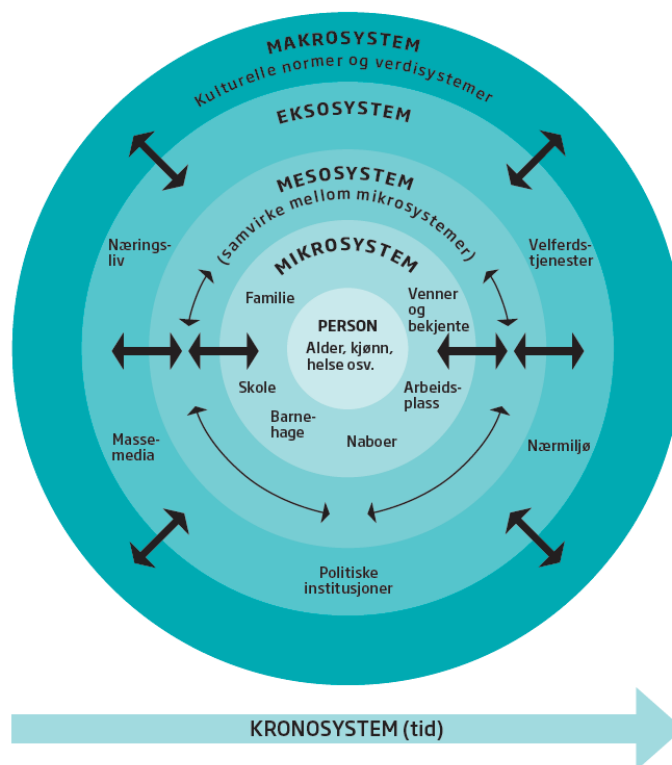 MAKROSYSTEM
Kulturelle normer og verdisystemer
EKSOSYSTEM
MESOSYSTEM
(samvirke mellom mikrosystemer)
MIKROSYSTEM
Nærings-
liv
Velferds-
tjenester
Familie
Venner
og
bekjente
PERSON
Alder, kjønn,
helse osv.
Skole
Arbeids-
plass
Barne-
hage
Naboer
Masse-
media
Nærmiljø
Politiske
institusjoner
KRONOSYSTEM (tid)